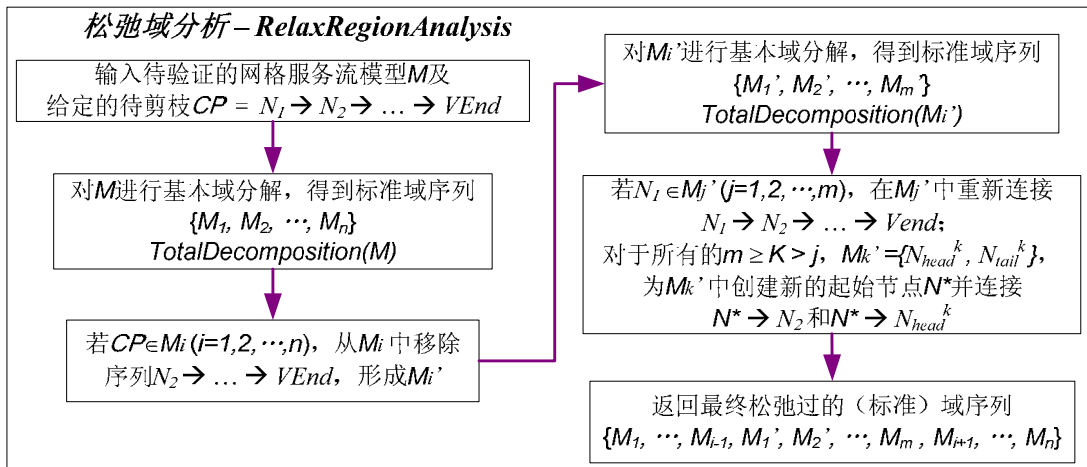 松弛域分析 – RelaxRegionAnalysis
输入待验证的网格服务流模型M及
给定的待剪枝CP = N₁ → N₂ → … → VEnd
对M进行基本域分解，得到标准域序列
{M₁, M₂, …, Mₙ}
TotalDecomposition(M)
若CP∈Mᵢ (i=1,2,…,n)，从Mᵢ 中移除
序列N₂ → … → VEnd，形成Mᵢ’
对Mᵢ’进行基本域分解，得到标准域序列
{M₁’, M₂’, …, Mₘ’}
TotalDecomposition(Mᵢ’)
若N₁ ∈Mⱼ’ (j=1,2,…,m)，在Mⱼ’中重新连接
N₁ → N₂ → … → Vend；
对于所有的m ≥ K > j，Mₖ’={N_head^k , N_tail^k}，
为Mₖ’中创建新的起始节点N*并连接
N* → N₂ 和N* → N_head^k
返回最终松弛过的（标准）域序列
{M₁, …, Mᵢ₋₁, M₁’, M₂’, …, Mₘ , Mᵢ₊₁, …, Mₙ}